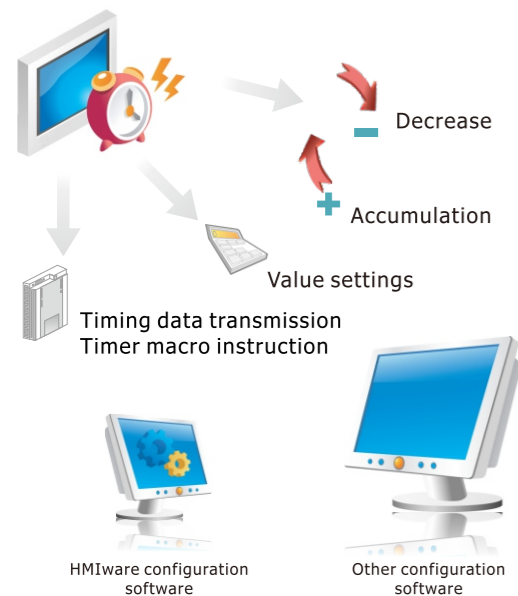 Decrease
Accumulation
Value settings
Timing data transmission
Timer macro instruction
HMIware configuration
software
Other configuration
software